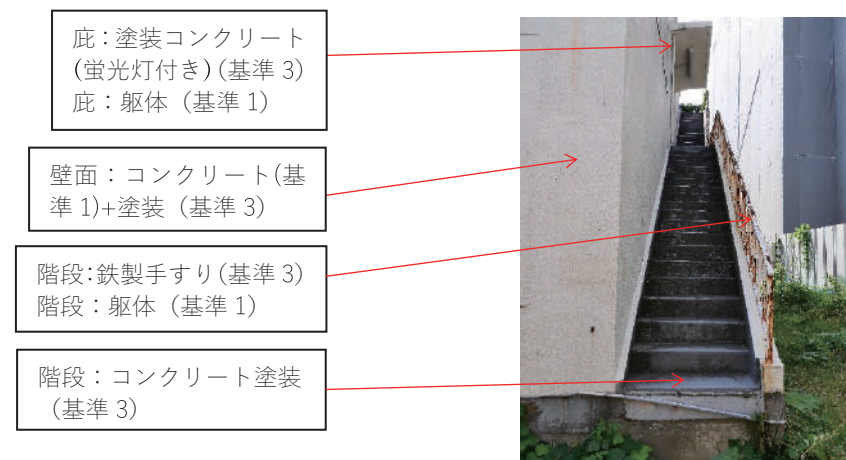 庇：塗装コンクリート
(蛍光灯付き)(基準 3)
庇：躯体（基準 1）
壁面：コンクリート(基
準 1)+塗装（基準 3）
階段:鉄製手すり(基準 3)
階段：躯体（基準 1）
階段：コンクリート塗装
（基準 3）